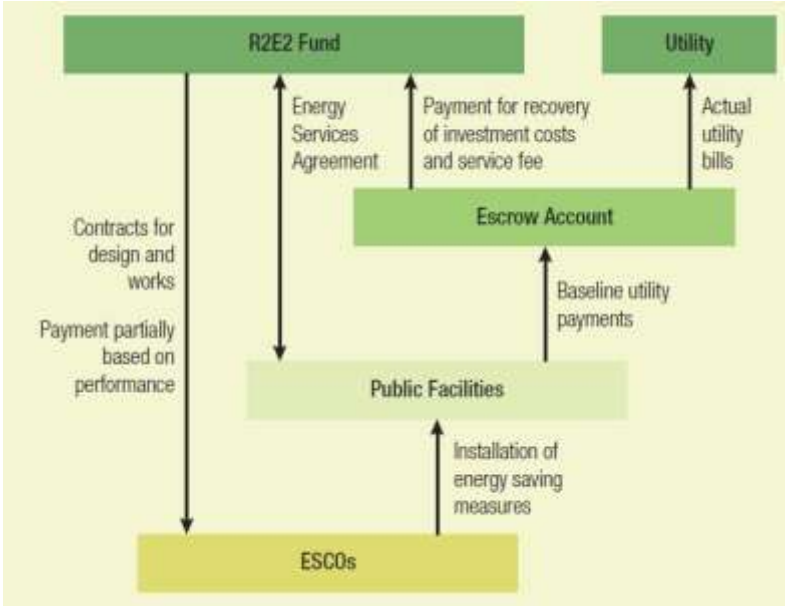 R2E2 Fund
Utility
Energy
Services
Agreement
Payment for recovery
of investment costs
and service fee
Actual
utility
bills
Escrow Account
Contracts for
design and
works
Payment partially
based on
performance
Baseline utility
payments
Public Facilities
Installation of
energy saving
measures
ESCOs